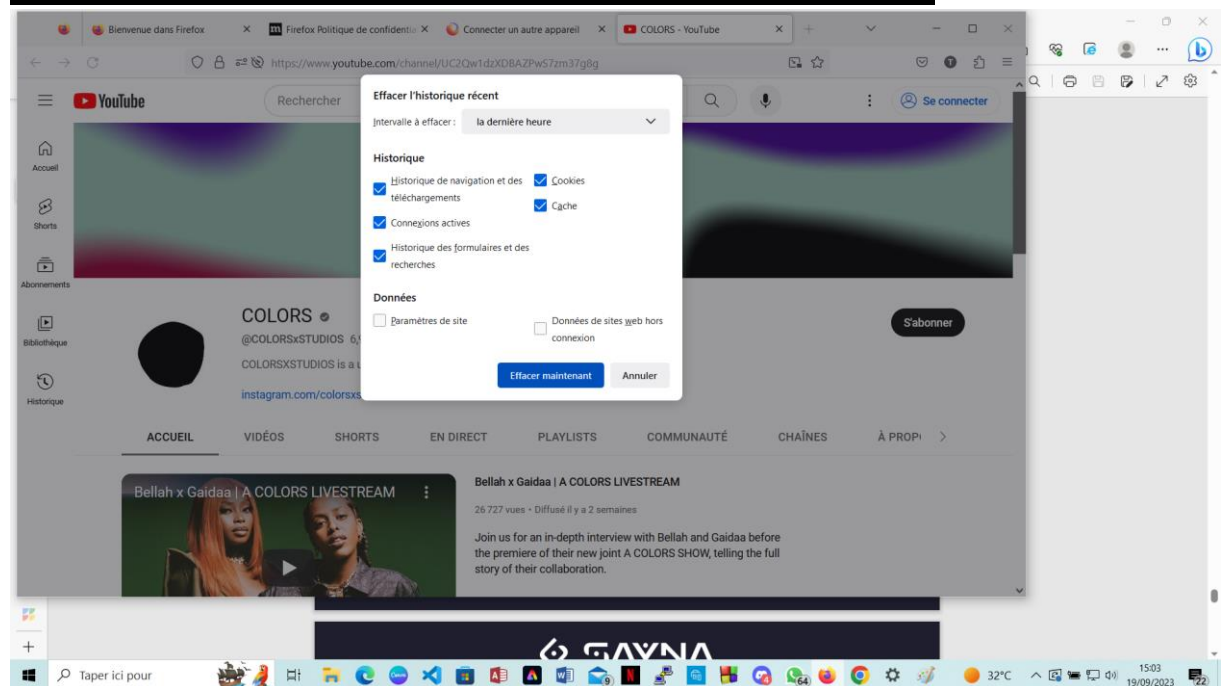 Bienvenue dans Firefox
Firefox Politique de confidentia
Connecter un autre appareil
COLORS - YouTube
https://www.youtube.com/channel/UC2Qw1dzXDBAZPwS7zm37g8g
YouTube
Rechercher
Se connecter
Effacer l'historique récent
Intervalle à effacer : la dernière heure
Historique
Historique de navigation et des
téléchargements
Cookies
Cache
Connexions actives
Historique des formulaires et des
recherches
Données
Paramètres de site
Données de sites web hors
connexion
Effacer maintenant
Annuler
Accueil
Shorts
Abonnements
Bibliothèque
Historique
COLORS
@COLORSxSTUDIOS 6,
COLORSXSTUDIOS is a u
instagram.com/colorsxs
S'abonner
ACCUEIL VIDÉOS SHORTS EN DIRECT PLAYLISTS COMMUNAUTÉ CHAÎNES À PROP
Bellah x Gaidaa | A COLORS LIVESTREAM
Bellah x Gaidaa | A COLORS LIVESTREAM
26 727 vues • Diffusé il y a 2 semaines
Join us for an in-depth interview with Bellah and Gaidaa before
the premiere of their new joint A COLORS SHOW, telling the full
story of their collaboration.
Taper ici pour
9
64
32°C
15:03
19/09/2023
22